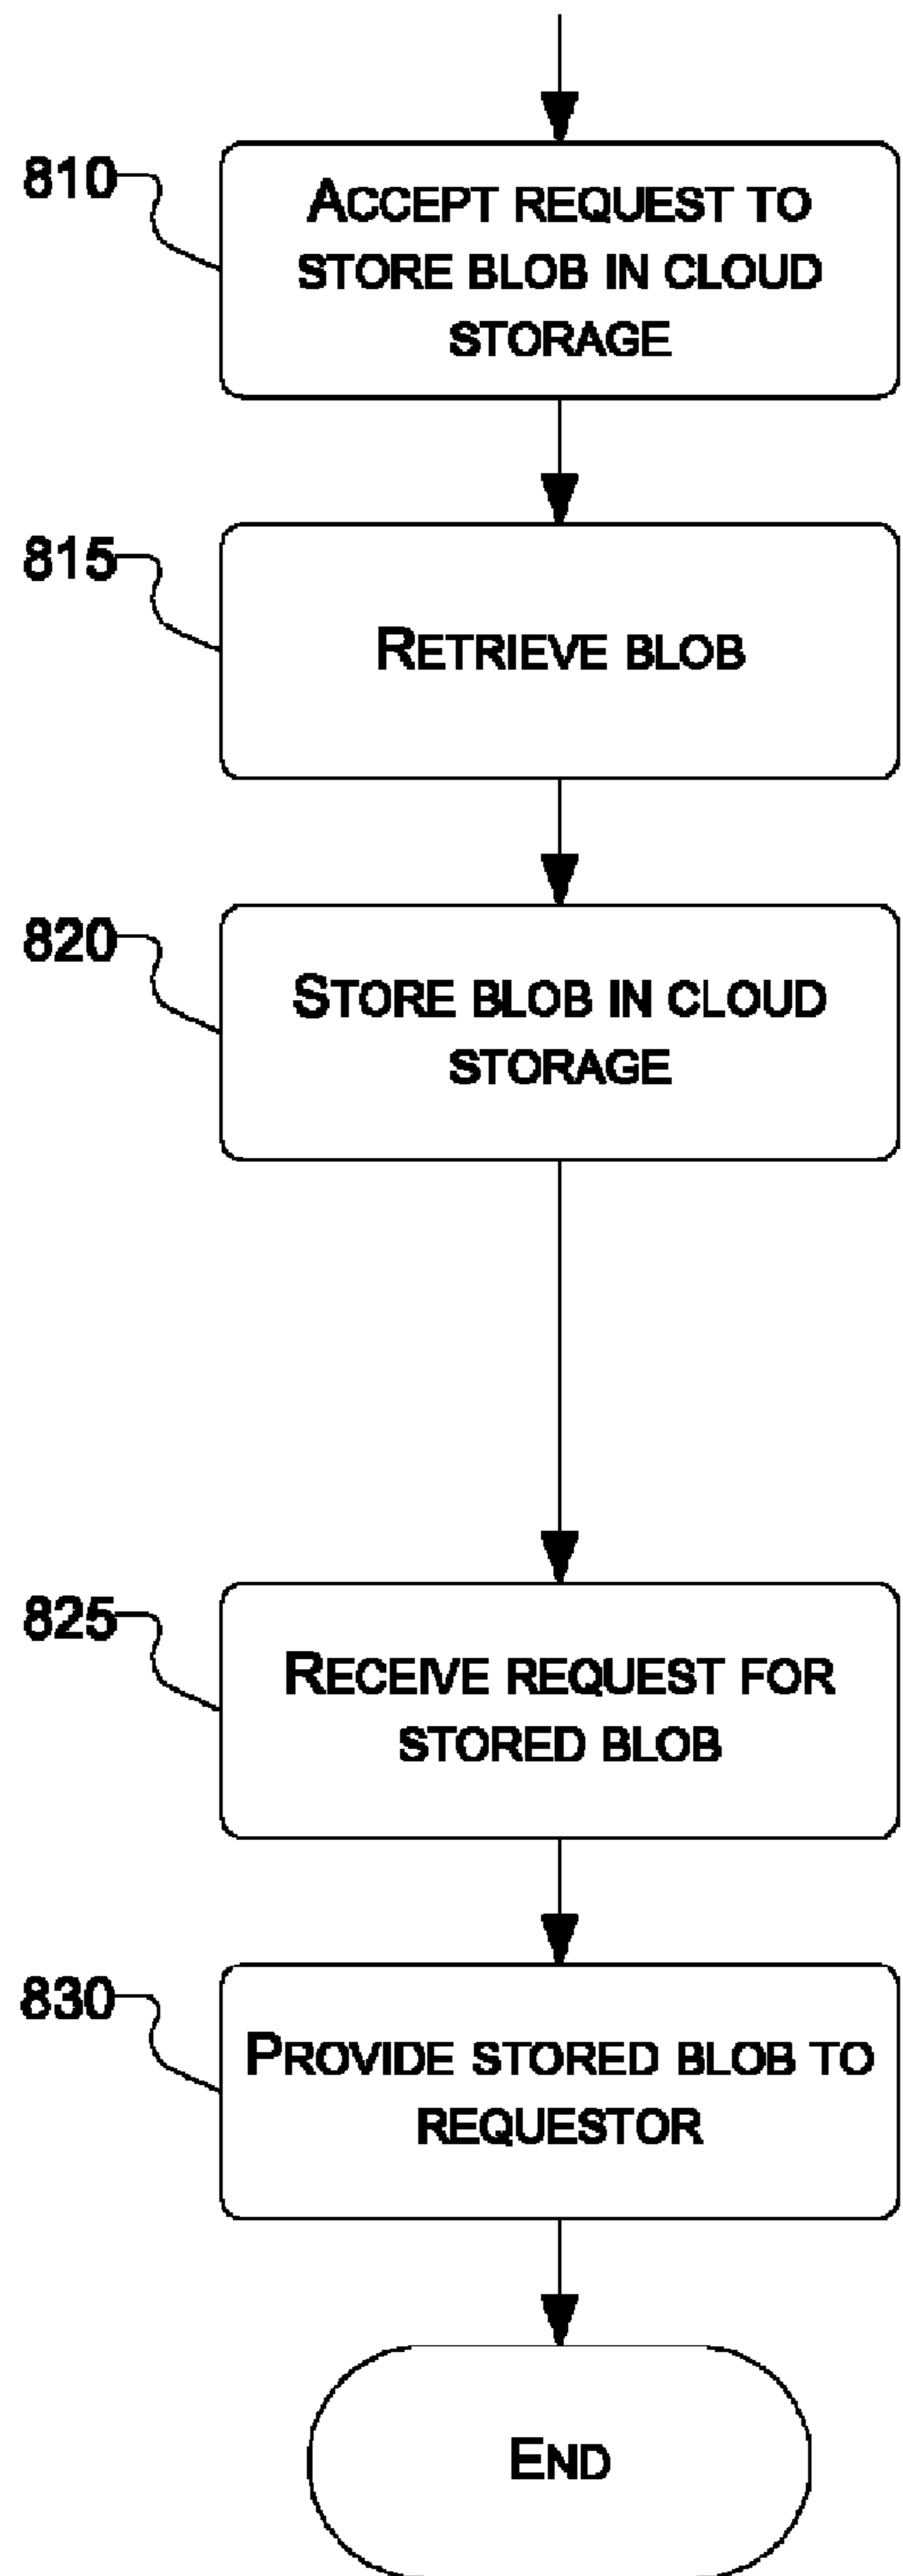 810
ACCEPT REQUEST TO
STORE BLOB IN CLOUD
STORAGE
815
RETRIEVE BLOB
820
STORE BLOB IN CLOUD
STORAGE
825
RECEIVE REQUEST FOR
STORED BLOB
830
PROVIDE STORED BLOB TO
REQUESTOR
END